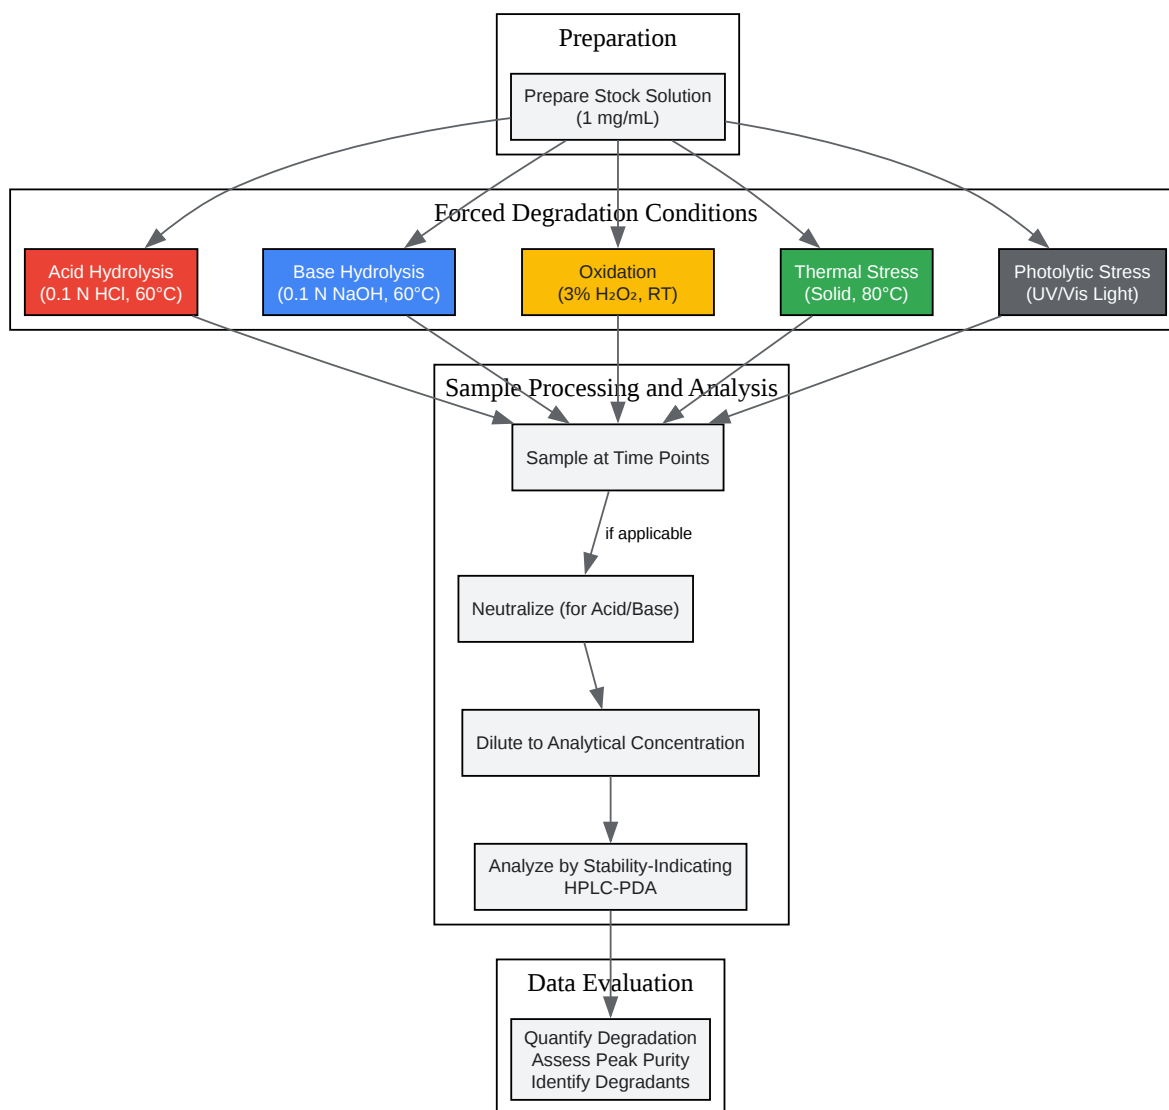 Preparation
Prepare Stock Solution
(1 mg/mL)
Forced Degradation Conditions
Acid Hydrolysis
(0.1 N HCl, 60°C)
Base Hydrolysis
(0.1 N NaOH, 60°C)
Oxidation
(3% H₂O₂, RT)
Thermal Stress
(Solid, 80°C)
Photolytic Stress
(UV/Vis Light)
Sample Processing and Analysis
Sample at Time Points
if applicable
Neutralize (for Acid/Base)
Dilute to Analytical Concentration
Analyze by Stability-Indicating
HPLC-PDA
Data Evaluation
Quantify Degradation
Assess Peak Purity
Identify Degradants